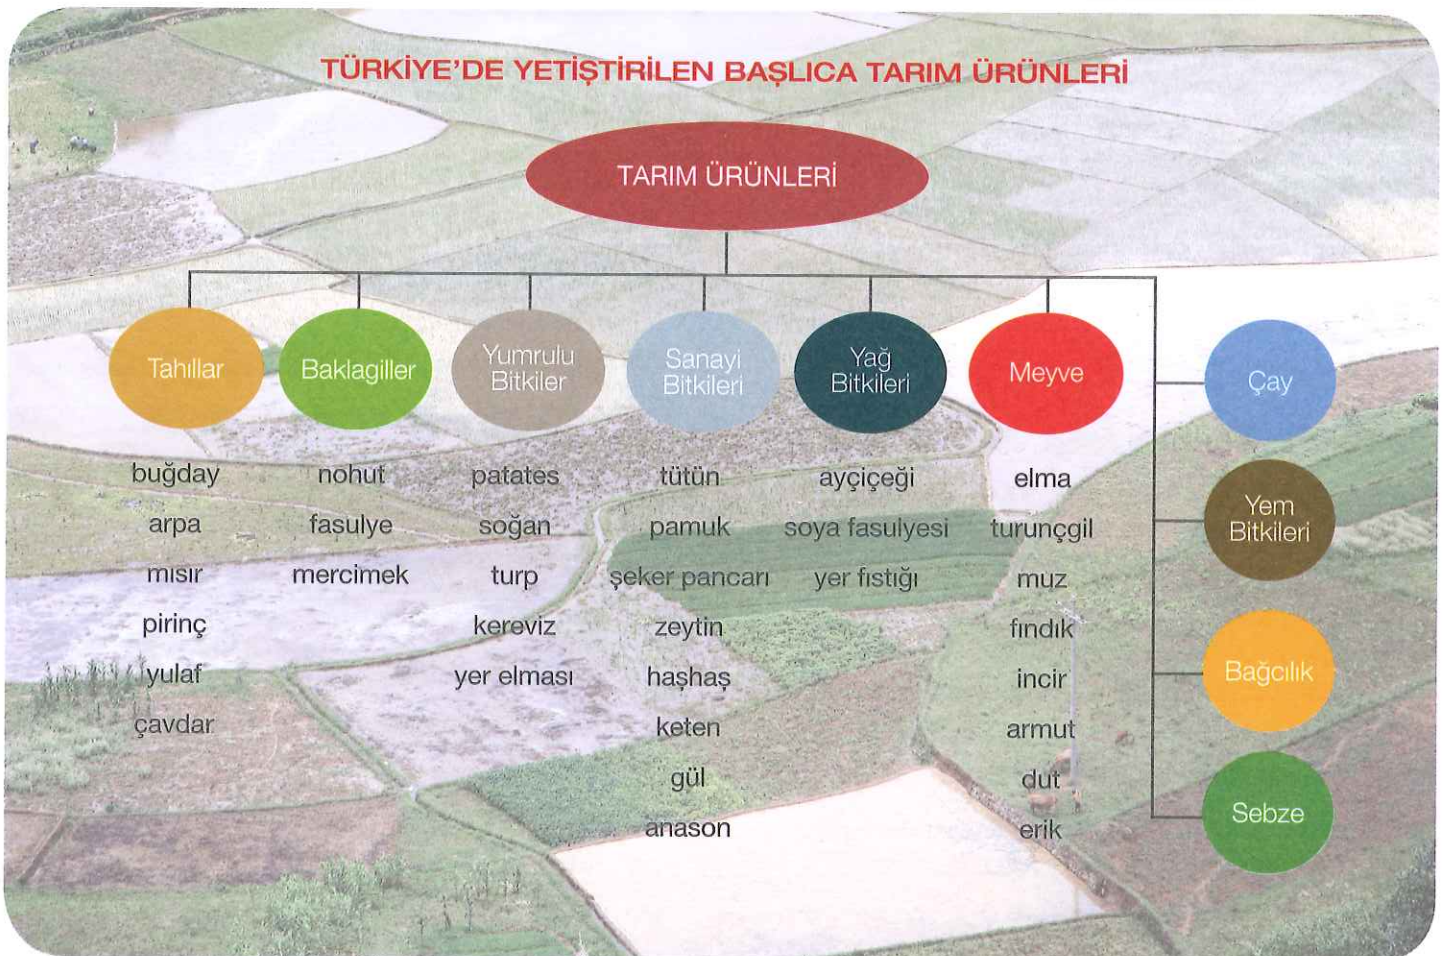 TÜRKİYE'DE YETİŞTİRİLEN BAŞLICA TARIM ÜRÜNLERİ
TARIM ÜRÜNLERİ
Tahıllar
buğday
arpa
mısır
pirinç
yulaf
çavdar
Baklagiller
nohut
fasulye
mercimek
Yumrulu
Bitkiler
patates
soğan
turp
kereviz
yer elması
Sanayi
Bitkileri
tütün
pamuk
şeker pancarı
zeytin
haşhaş
keten
gül
anason
Yağ
Bitkileri
ayçiçeği
soya fasulyesi
yer fıstığı
Meyve
elma
turunçgil
muz
fındık
incir
armut
dut
erik
Çay
Yem
Bitkileri
Bağcılık
Sebze